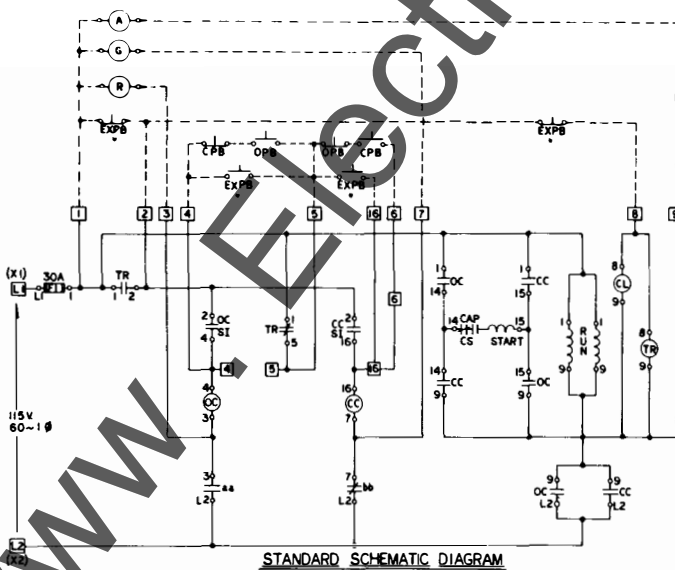 A
G
R
EXPB
EXPB
CPB OPB OPB CPB
EXPB EXPB
1 2 3 4 5 16 6 7 8
(X1)
L1 30A TR
L1 1 1 2
2 OC
SI
4
TR 1
5
CC 2
SI
16
6
1 OC
14
1 CC
15
14 CAP 15
CS START
14 CC
9
15 OC
9
1 RUN 1
9 9
8
CL
9
8
TR
9
4
5
16
4
OC
3
16
CC
7
115V
60~1Ø
3 aa
L2
7 bb
L2
9 9
OC CC
L2 L2
L2
(X2)
STANDARD SCHEMATIC DIAGRAM
www. Electr